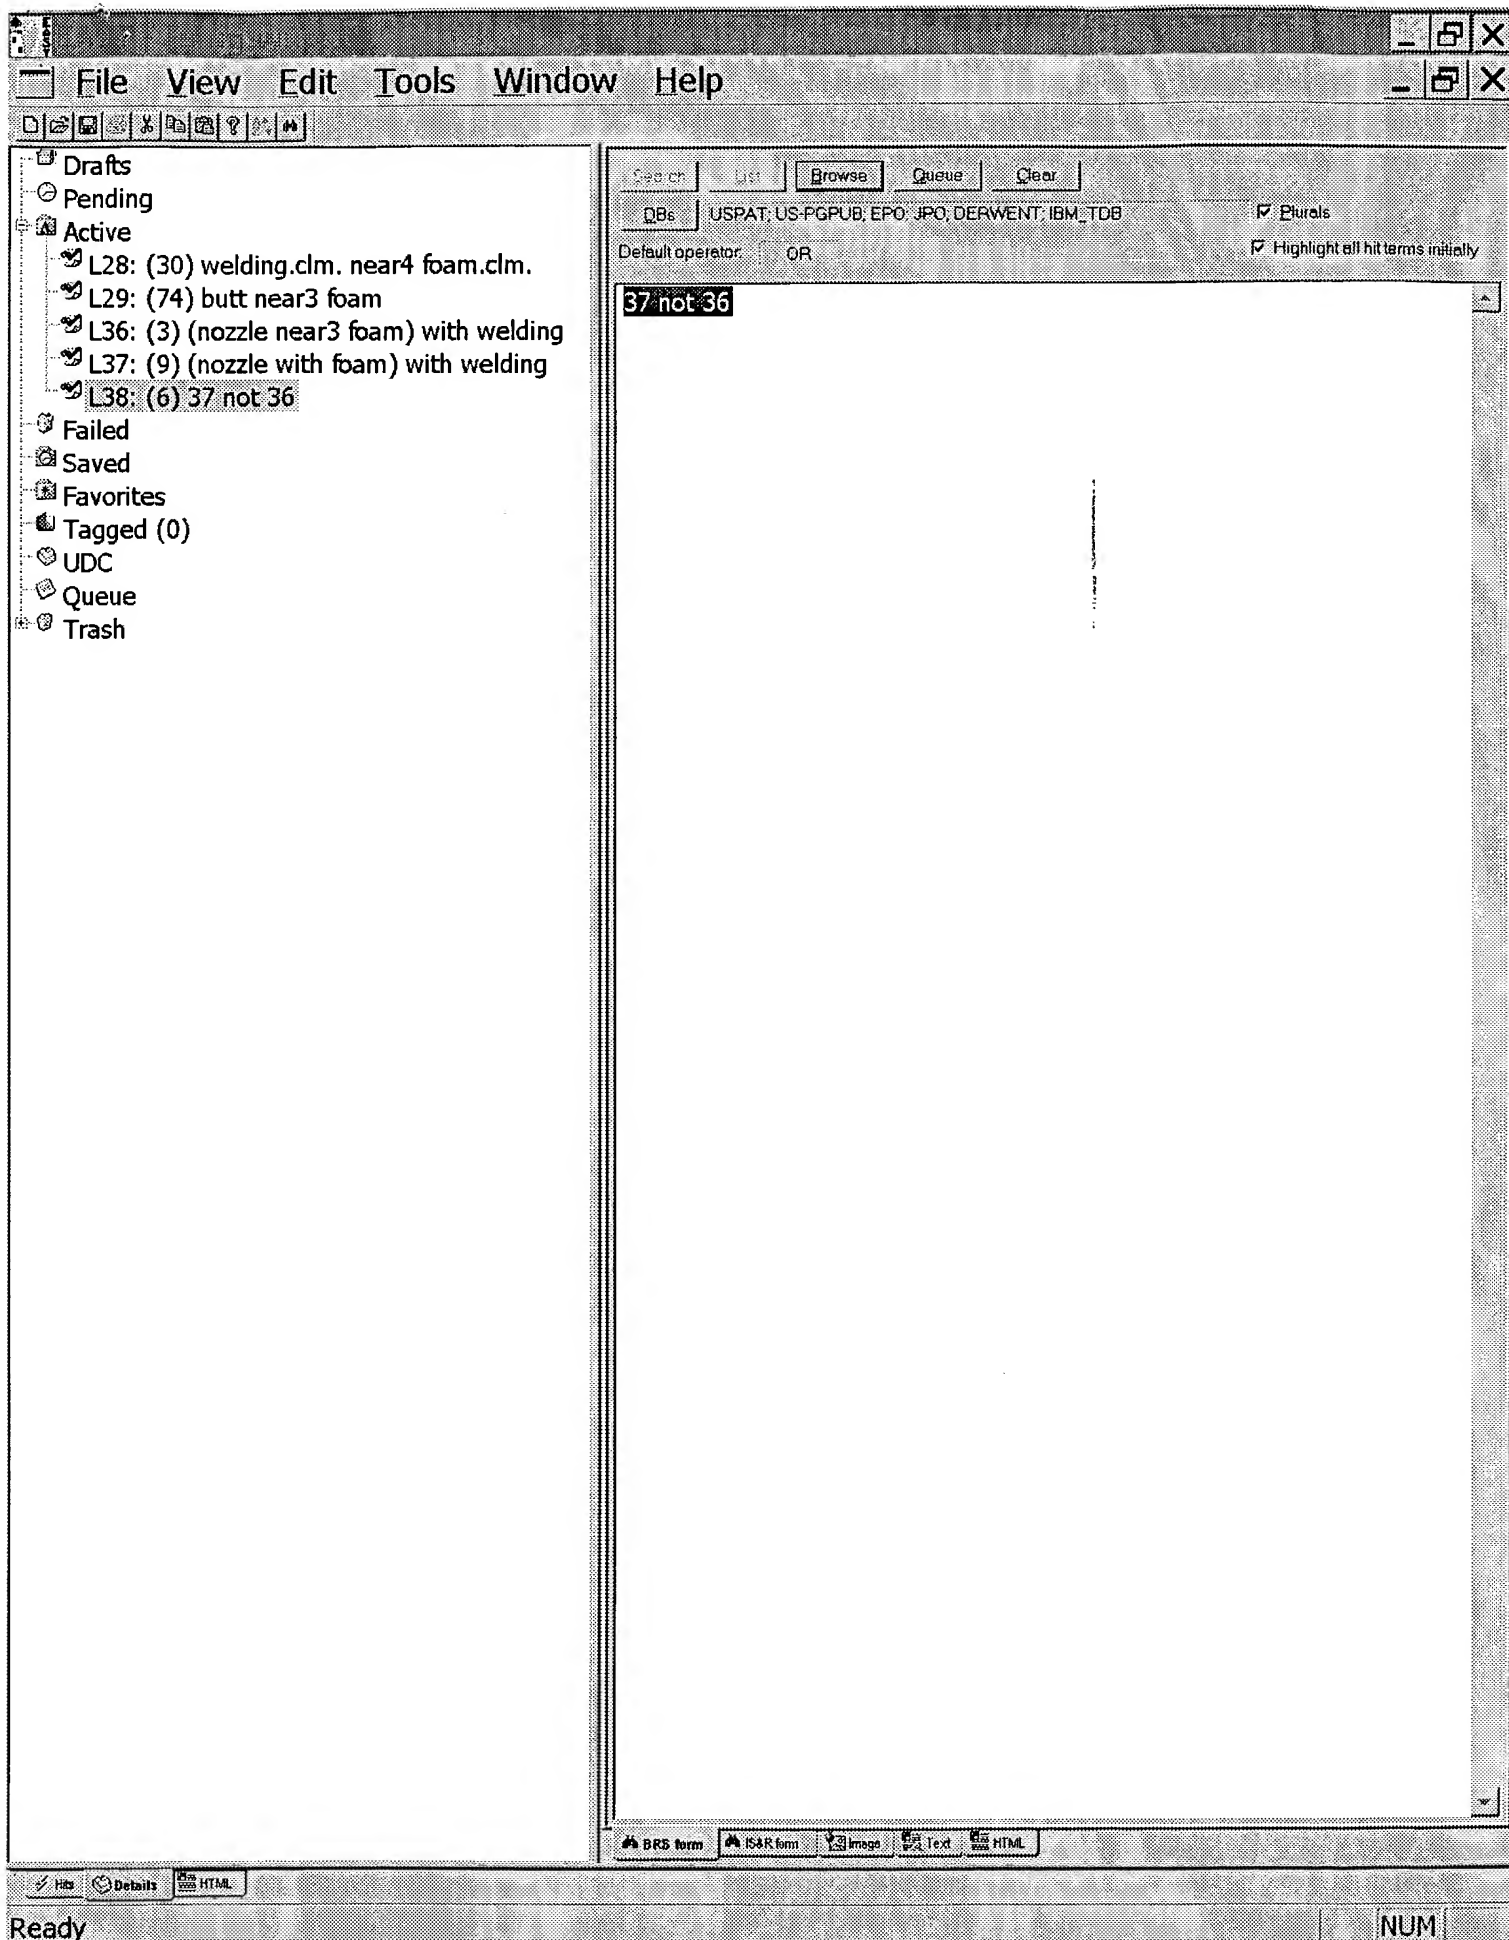 File View Edit Tools Window Help
Drafts
Pending
Active
L28: (30) welding.clm. near4 foam.clm.
L29: (74) butt near3 foam
L36: (3) (nozzle near3 foam) with welding
L37: (9) (nozzle with foam) with welding
L38: (6) 37 not 36
Failed
Saved
Favorites
Tagged (0)
UDC
Queue
Trash
Search List Browse Queue Clear
DBs USPAT; US-PGPUB; EPO; JPO; DERWENT; IBM_TDB Plurals
Default operator: OR Highlight all hit terms initially
37 not 36
BRS form IS&R form Image Text HTML
Hits Details HTML
Ready NUM